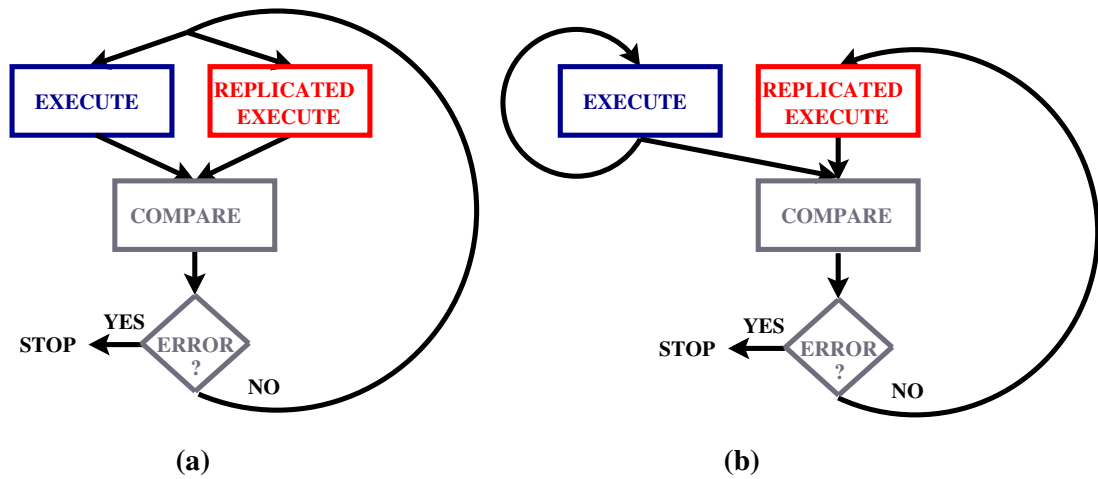 EXECUTE
REPLICATED
EXECUTE
COMPARE
YES
STOP
ERROR
?
NO
(a)
EXECUTE
REPLICATED
EXECUTE
COMPARE
YES
STOP
ERROR
?
NO
(b)